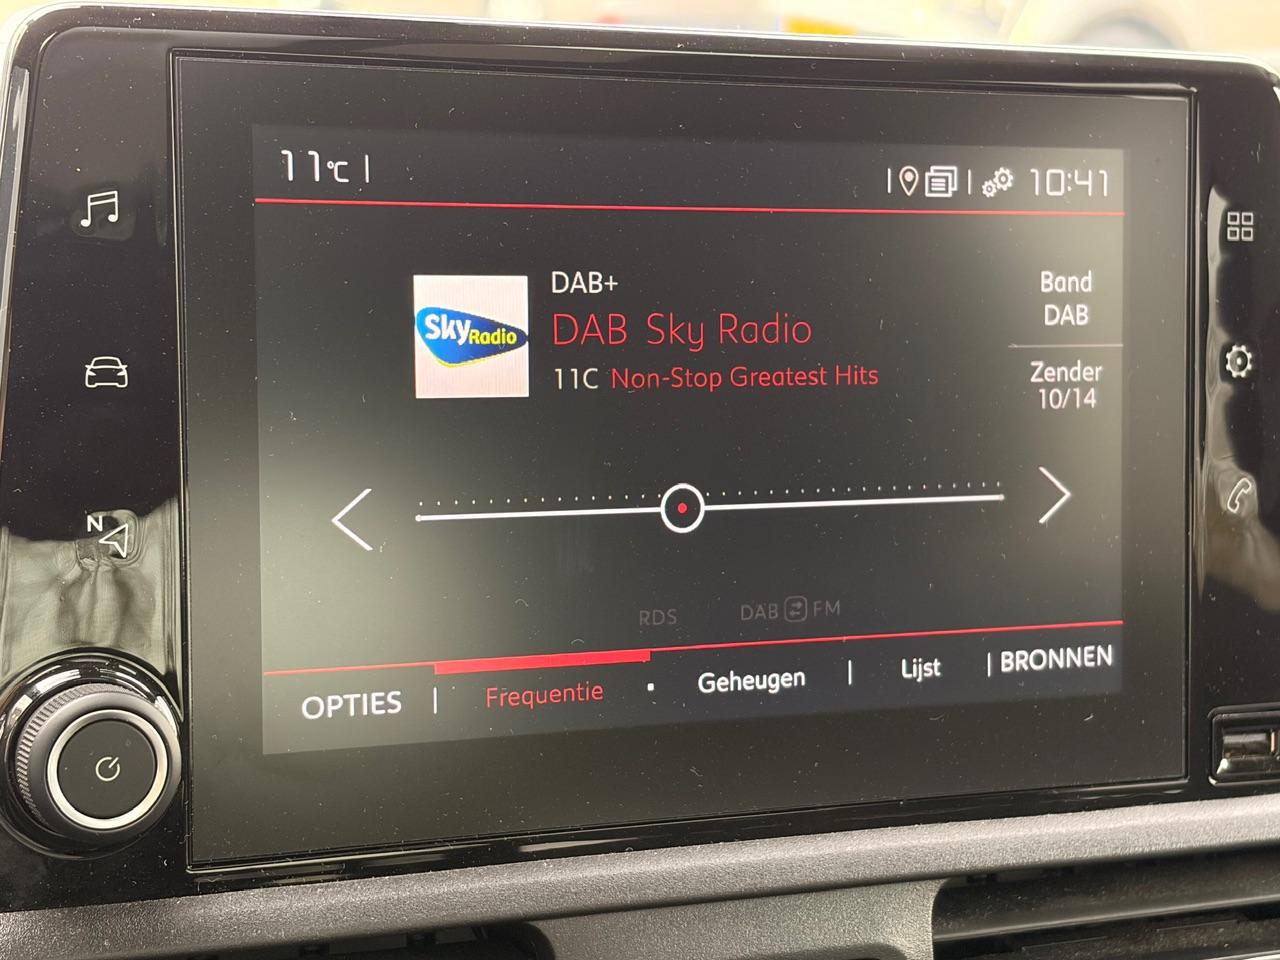 11°C
10:41
Sky Radio
DAB+
DAB Sky Radio
11C Non-Stop Greatest Hits
Band
DAB
Zender
10/14
N
RDS
DAB FM
OPTIES
Frequentie
Geheugen
Lijst
BRONNEN